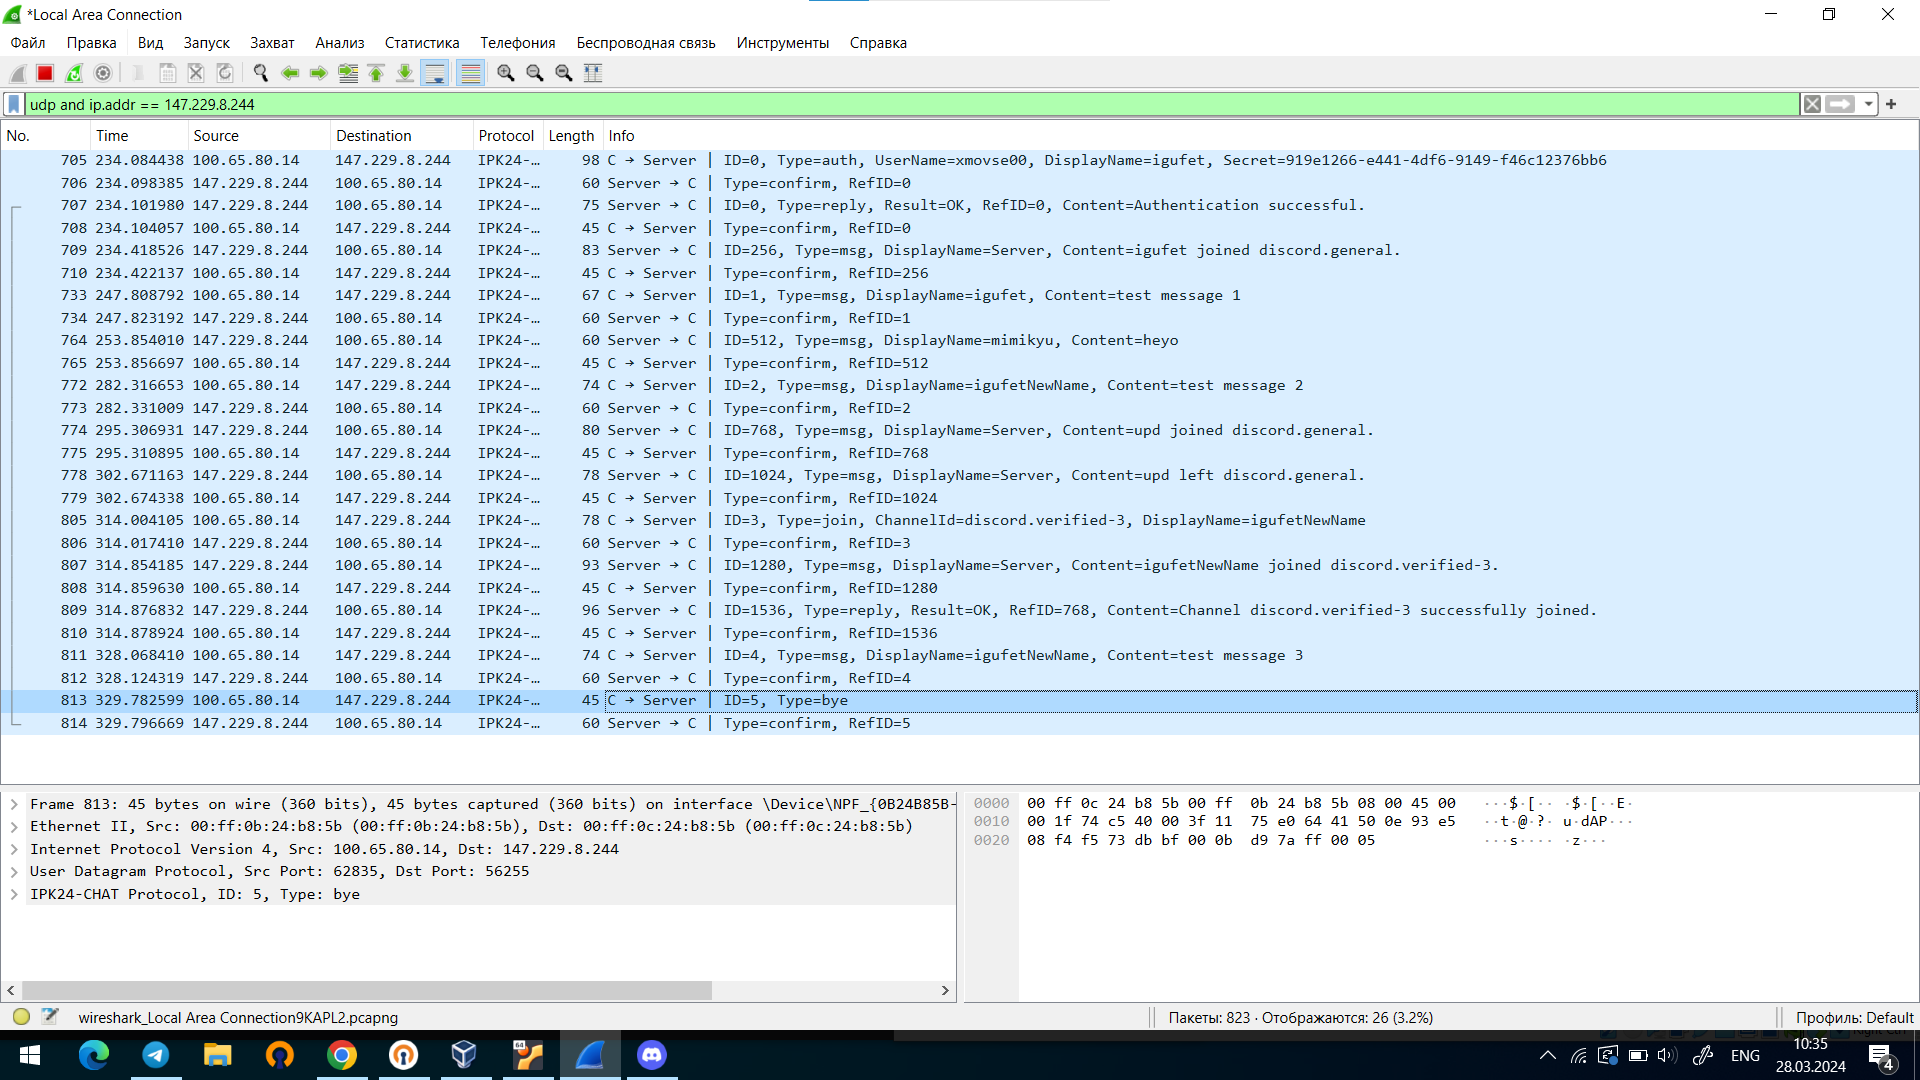 *Local Area Connection
Файл Правка Вид Запуск Захват Анализ Статистика Телефония Беспроводная связь Инструменты Справка
udp and ip.addr == 147.229.8.244
No. Time Source Destination Protocol Length Info
705 234.084438 100.65.80.14 147.229.8.244 IPK24-… 98 C → Server | ID=0, Type=auth, UserName=xmovse00, DisplayName=igufet, Secret=919e1266-e441-4df6-9149-f46c12376bb6
706 234.098385 147.229.8.244 100.65.80.14 IPK24-… 60 Server → C | Type=confirm, RefID=0
707 234.101980 147.229.8.244 100.65.80.14 IPK24-… 75 Server → C | ID=0, Type=reply, Result=OK, RefID=0, Content=Authentication successful.
708 234.104057 100.65.80.14 147.229.8.244 IPK24-… 45 C → Server | Type=confirm, RefID=0
709 234.418526 147.229.8.244 100.65.80.14 IPK24-… 83 Server → C | ID=256, Type=msg, DisplayName=Server, Content=igufet joined discord.general.
710 234.422137 100.65.80.14 147.229.8.244 IPK24-… 45 C → Server | Type=confirm, RefID=256
733 247.808792 100.65.80.14 147.229.8.244 IPK24-… 67 C → Server | ID=1, Type=msg, DisplayName=igufet, Content=test message 1
734 247.823192 147.229.8.244 100.65.80.14 IPK24-… 60 Server → C | Type=confirm, RefID=1
764 253.854010 147.229.8.244 100.65.80.14 IPK24-… 60 Server → C | ID=512, Type=msg, DisplayName=mimikyu, Content=heyo
765 253.856697 100.65.80.14 147.229.8.244 IPK24-… 45 C → Server | Type=confirm, RefID=512
772 282.316653 100.65.80.14 147.229.8.244 IPK24-… 74 C → Server | ID=2, Type=msg, DisplayName=igufetNewName, Content=test message 2
773 282.331009 147.229.8.244 100.65.80.14 IPK24-… 60 Server → C | Type=confirm, RefID=2
774 295.306931 147.229.8.244 100.65.80.14 IPK24-… 80 Server → C | ID=768, Type=msg, DisplayName=Server, Content=upd joined discord.general.
775 295.310895 100.65.80.14 147.229.8.244 IPK24-… 45 C → Server | Type=confirm, RefID=768
778 302.671163 147.229.8.244 100.65.80.14 IPK24-… 78 Server → C | ID=1024, Type=msg, DisplayName=Server, Content=upd left discord.general.
779 302.674338 100.65.80.14 147.229.8.244 IPK24-… 45 C → Server | Type=confirm, RefID=1024
805 314.004105 100.65.80.14 147.229.8.244 IPK24-… 78 C → Server | ID=3, Type=join, ChannelId=discord.verified-3, DisplayName=igufetNewName
806 314.017410 147.229.8.244 100.65.80.14 IPK24-… 60 Server → C | Type=confirm, RefID=3
807 314.854185 147.229.8.244 100.65.80.14 IPK24-… 93 Server → C | ID=1280, Type=msg, DisplayName=Server, Content=igufetNewName joined discord.verified-3.
808 314.859630 100.65.80.14 147.229.8.244 IPK24-… 45 C → Server | Type=confirm, RefID=1280
809 314.876832 147.229.8.244 100.65.80.14 IPK24-… 96 Server → C | ID=1536, Type=reply, Result=OK, RefID=768, Content=Channel discord.verified-3 successfully joined.
810 314.878924 100.65.80.14 147.229.8.244 IPK24-… 45 C → Server | Type=confirm, RefID=1536
811 328.068410 100.65.80.14 147.229.8.244 IPK24-… 74 C → Server | ID=4, Type=msg, DisplayName=igufetNewName, Content=test message 3
812 328.124319 147.229.8.244 100.65.80.14 IPK24-… 60 Server → C | Type=confirm, RefID=4
813 329.782599 100.65.80.14 147.229.8.244 IPK24-… 45 C → Server | ID=5, Type=bye
814 329.796669 147.229.8.244 100.65.80.14 IPK24-… 60 Server → C | Type=confirm, RefID=5
Frame 813: 45 bytes on wire (360 bits), 45 bytes captured (360 bits) on interface \Device\NPF_{0B24B85B-
Ethernet II, Src: 00:ff:0b:24:b8:5b (00:ff:0b:24:b8:5b), Dst: 00:ff:0c:24:b8:5b (00:ff:0c:24:b8:5b)
Internet Protocol Version 4, Src: 100.65.80.14, Dst: 147.229.8.244
User Datagram Protocol, Src Port: 62835, Dst Port: 56255
IPK24-CHAT Protocol, ID: 5, Type: bye
0000 00 ff 0c 24 b8 5b 00 ff 0b 24 b8 5b 08 00 45 00 ···$·[·· ·$·[··E·
0010 00 1f 74 c5 40 00 3f 11 75 e0 64 41 50 0e 93 e5 ··t·@·?· u·dAP···
0020 08 f4 f5 73 db bf 00 0b d9 7a ff 00 05 ···s···· ·z···
wireshark_Local Area Connection9KAPL2.pcapng
Пакеты: 823 · Отображаются: 26 (3.2%)
Профиль: Default
64
ENG
10:35
28.03.2024
4